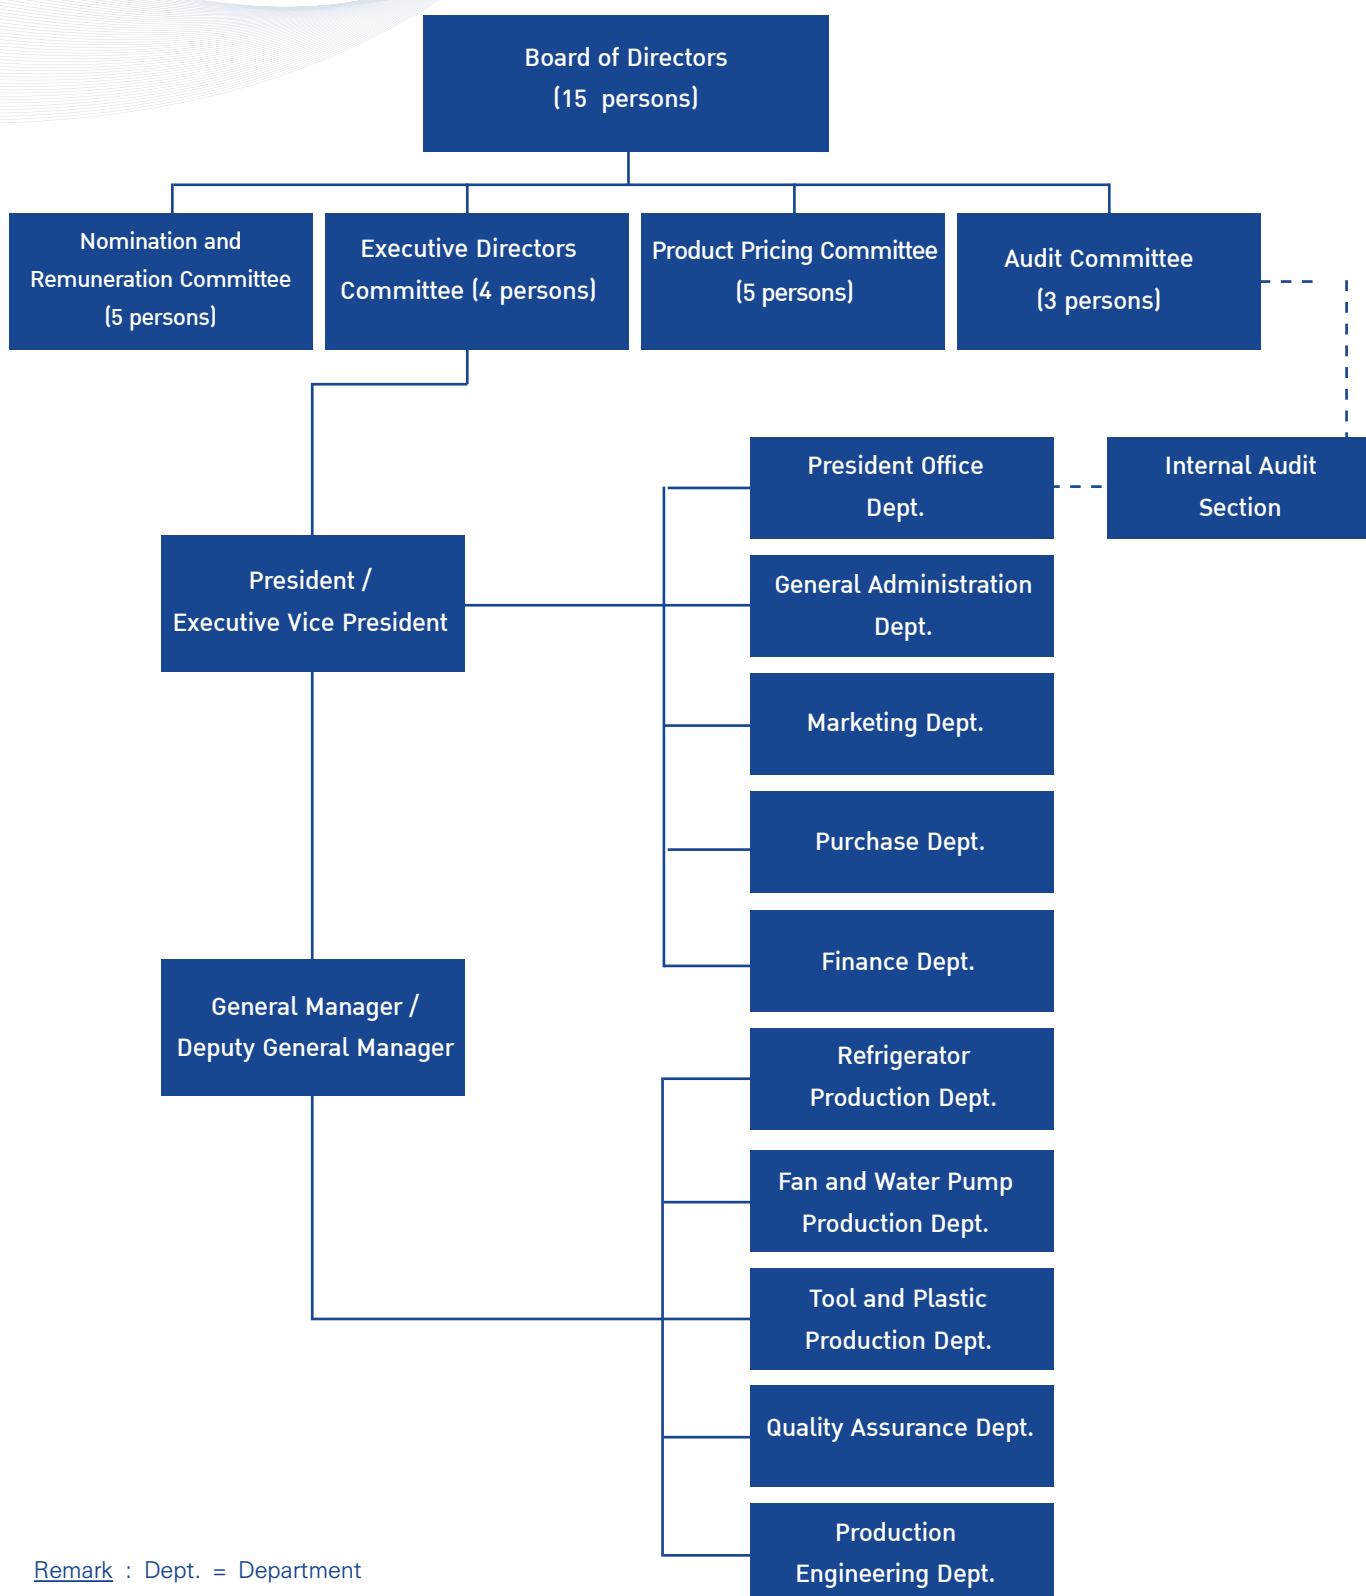 Board of Directors
(15 persons)
Nomination and
Remuneration Committee
(5 persons)
Executive Directors
Committee (4 persons)
Product Pricing Committee
(5 persons)
Audit Committee
(3 persons)
President Office
Dept.
Internal Audit
Section
President /
Executive Vice President
General Administration
Dept.
Marketing Dept.
Purchase Dept.
Finance Dept.
General Manager /
Deputy General Manager
Refrigerator
Production Dept.
Fan and Water Pump
Production Dept.
Tool and Plastic
Production Dept.
Quality Assurance Dept.
Production
Engineering Dept.
Remark : Dept. = Department